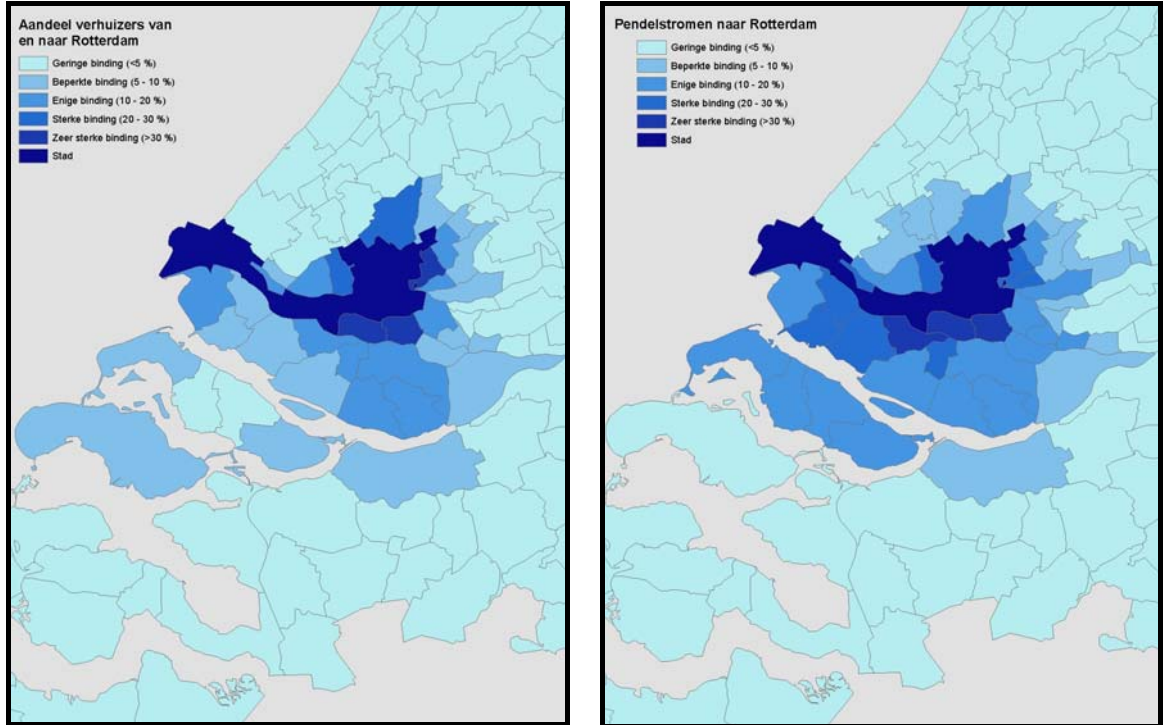 Aandeel verhuizers van
en naar Rotterdam
Geringe binding (<5 %)
Beperkte binding (5 - 10 %)
Enige binding (10 - 20 %)
Sterke binding (20 - 30 %)
Zeer sterke binding (>30 %)
Stad
Pendelstromen naar Rotterdam
Geringe binding (<5 %)
Beperkte binding (5 - 10 %)
Enige binding (10 - 20 %)
Sterke binding (20 - 30 %)
Zeer sterke binding (>30 %)
Stad